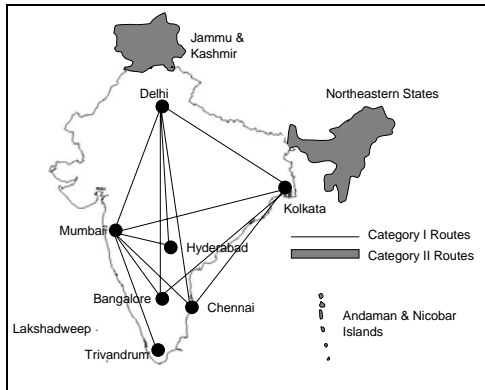 Jammu &
Kashmir
Delhi
Northeastern States
Kolkata
Mumbai
Hyderabad
Category I Routes
Category II Routes
Bangalore
Chennai
Andaman & Nicobar
Islands
Lakshadweep
Trivandrum